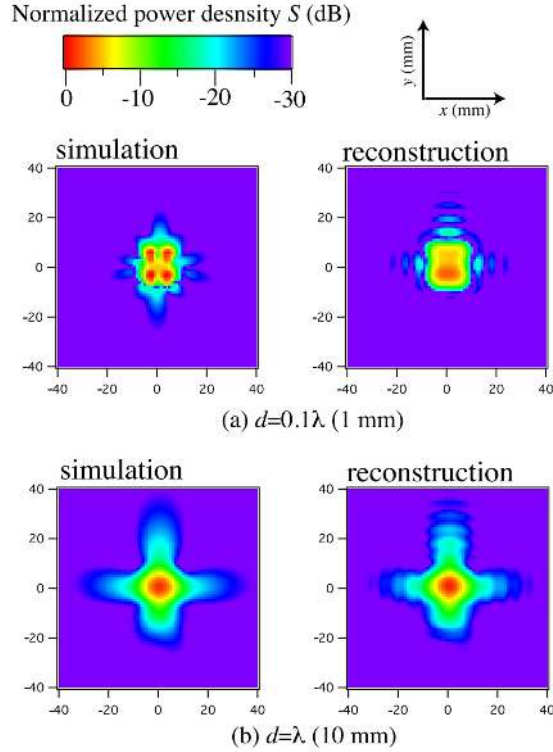 Normalized power desnsity S (dB)
0 -10 -20 -30
y (mm)
x (mm)
simulation reconstruction
40 40
20 20
0 0
-20 -20
-40 -40
-40 -20 0 20 40 -40 -20 0 20 40
(a) d=0.1λ (1 mm)
simulation reconstruction
40 40
20 20
0 0
-20 -20
-40 -40
-40 -20 0 20 40 -40 -20 0 20 40
(b) d=λ (10 mm)